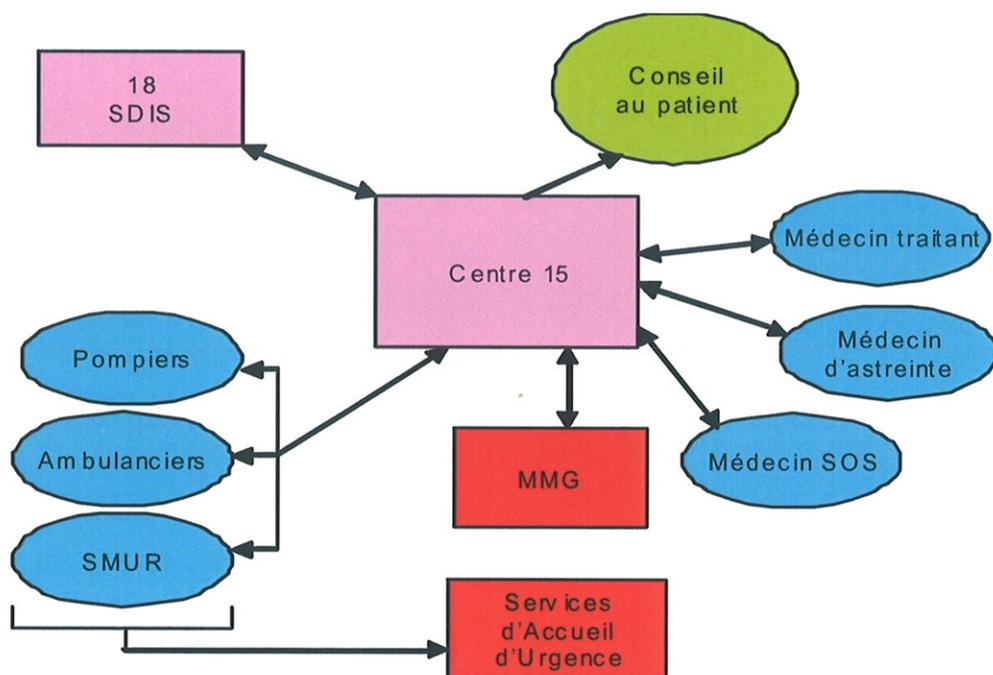 18
SDIS
Conseil
au patient
Centre 15
Médecin traitant
Médecin
d'astreinte
Médecin SOS
Pompiers
Ambulanciers
SMUR
MMG
Services
d'Accueil
d'Urgence